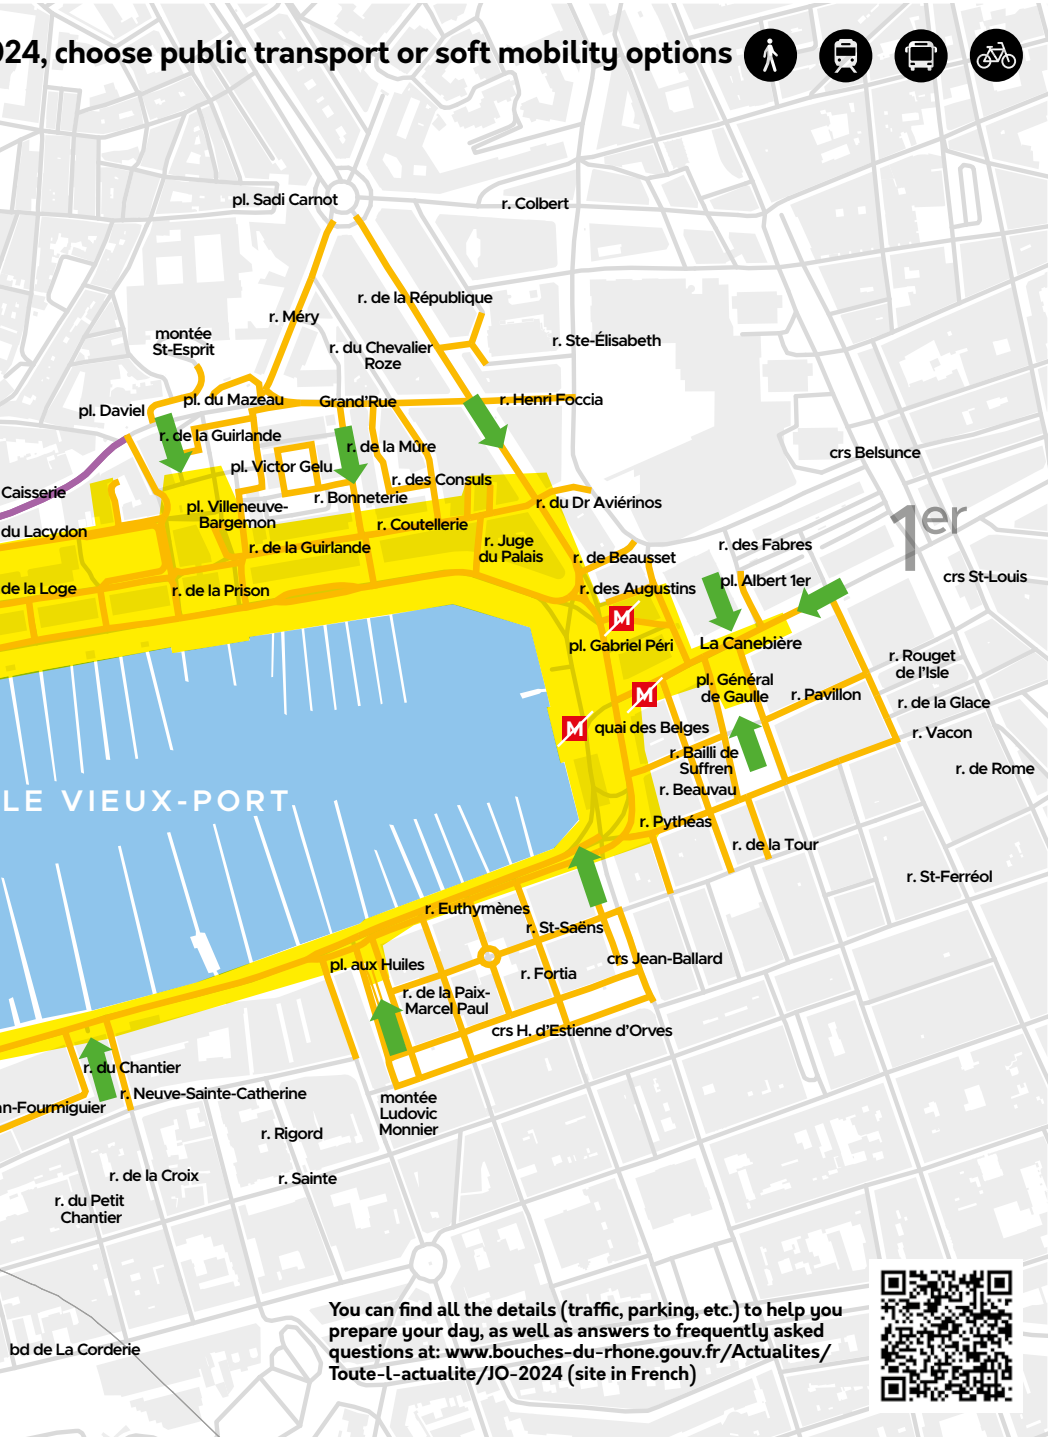 024, choose public transport or soft mobility options
pl. Sadi Carnot
r. Colbert
r. de la République
r. Méry
montée
St-Esprit
r. du Chevalier
Roze
r. Ste-Élisabeth
pl. du Mazeau
Grand'Rue
r. Henri Foccia
pl. Daviel
r. de la Guirlande
r. de la Mûre
crs Belsunce
pl. Victor Gelu
r. des Consuls
Caisserie
r. Bonneterie
pl. Villeneuve-
Bargemon
r. du Dr Aviérinos
1er
du Lacydon
r. Coutellerie
r. de la Guirlande
r. Juge
du Palais
r. des Fabres
r. de Beausset
pl. Albert 1er
crs St-Louis
de la Loge
r. de la Prison
r. des Augustins
M
pl. Gabriel Péri
La Canebière
r. Rouget
de l'Isle
pl. Général
de Gaulle
M
r. Pavillon
r. de la Glace
M
quai des Belges
r. Vacon
r. Bailli de
Suffren
r. de Rome
LE VIEUX-PORT
r. Beauvau
r. Pythéas
r. de la Tour
r. St-Ferréol
r. Euthymènes
r. St-Saëns
pl. aux Huiles
crs Jean-Ballard
r. Fortia
r. de la Paix-
Marcel Paul
crs H. d'Estienne d'Orves
r. du Chantier
r. Neuve-Sainte-Catherine
n-Fourmiguier
montée
Ludovic
Monnier
r. Rigord
r. de la Croix
r. Sainte
r. du Petit
Chantier
bd de La Corderie
You can find all the details (traffic, parking, etc.) to help you
prepare your day, as well as answers to frequently asked
questions at: www.bouches-du-rhone.gouv.fr/Actualites/
Toute-l-actualite/JO-2024 (site in French)